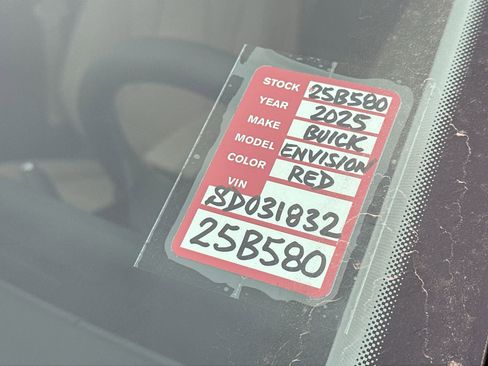 STOCK 25B580
YEAR 2025
MAKE BUICK
MODEL ENVISION
COLOR RED
VIN
SD031832
25B580